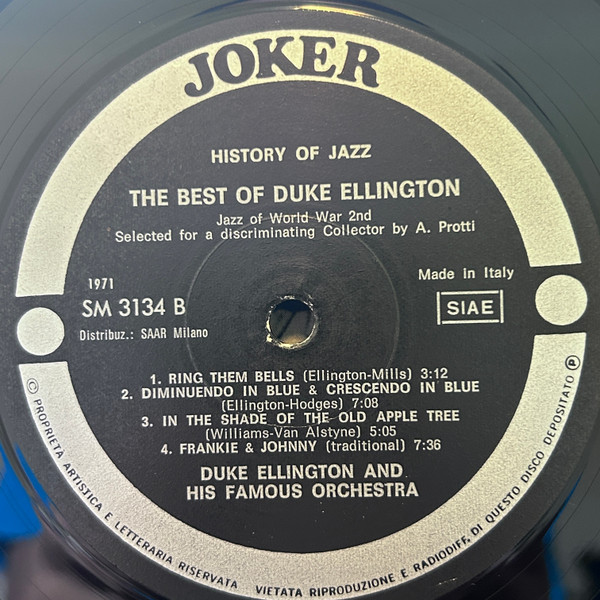 JOKER
HISTORY OF JAZZ
THE BEST OF DUKE ELLINGTON
Jazz of World War 2nd
Selected for a discriminating Collector by A. Protti
1971
Made in Italy
SM 3134 B
SIAE
Distribuz.: SAAR Milano
1. RING THEM BELLS (Ellington-Mills) 3:12
2. DIMINUENDO IN BLUE & CRESCENDO IN BLUE
(Ellington-Hodges) 7:08
3. IN THE SHADE OF THE OLD APPLE TREE
(Williams-Van Alstyne) 5:05
4. FRANKIE & JOHNNY (traditional) 7:36
DUKE ELLINGTON AND
HIS FAMOUS ORCHESTRA
© PROPRIETA ARTISTICA E LETTERARIA RISERVATA VIETATA RIPRODUZIONE E RADIODIFF. DI QUESTO DISCO DEPOSITATO ℗